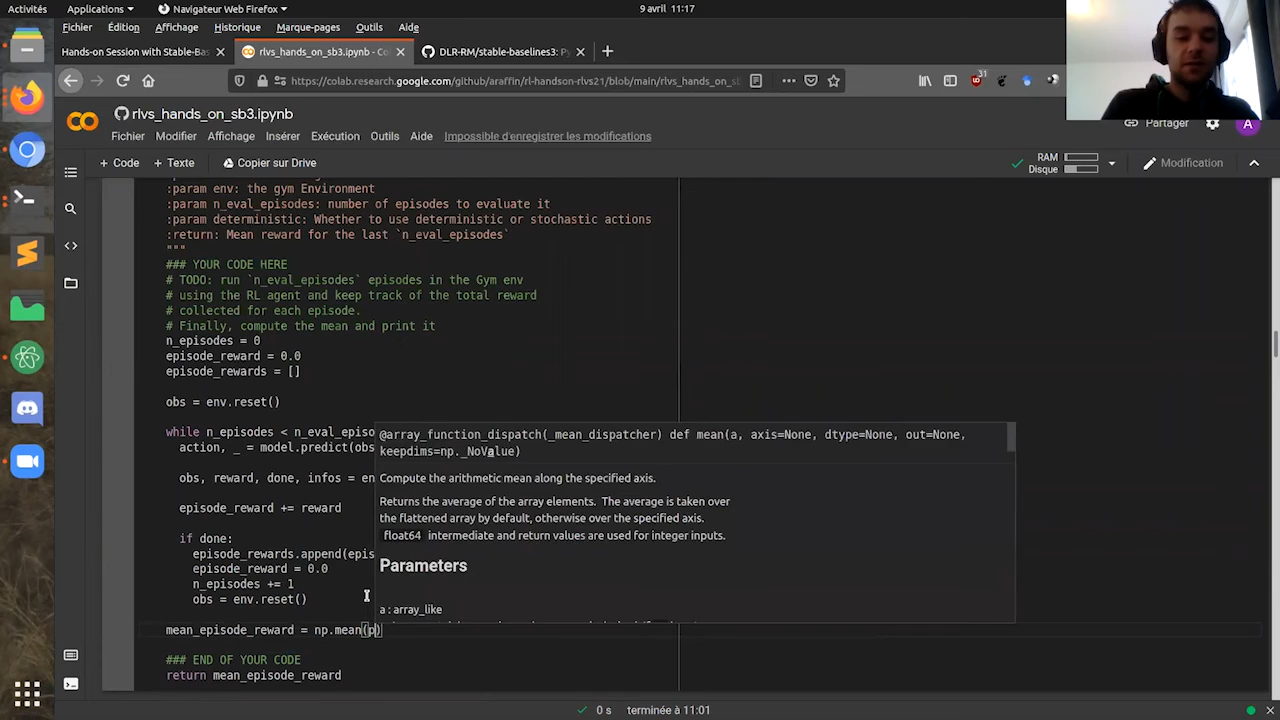 Activités
Applications
Navigateur Web Firefox
9 avril 11:17
Fichier Édition Affichage Historique Marque-pages Outils Aide
Hands-on Session with Stable-Bas
rlvs_hands_on_sb3.ipynb - Co
DLR-RM/stable-baselines3: Py
https://colab.research.google.com/github/araffin/rl-handson-rlvs21/blob/main/rlvs_hands_on_sb
31
rlvs_hands_on_sb3.ipynb
Partager
A
Fichier Modifier Affichage Insérer Exécution Outils Aide Impossible d'enregistrer les modifications
+ Code + Texte Copier sur Drive
RAM
Disque
Modification
:param env: the gym Environment
:param n_eval_episodes: number of episodes to evaluate it
:param deterministic: Whether to use deterministic or stochastic actions
:return: Mean reward for the last `n_eval_episodes`
"""
### YOUR CODE HERE
# TODO: run `n_eval_episodes` episodes in the Gym env
# using the RL agent and keep track of the total reward
# collected for each episode.
# Finally, compute the mean and print it
n_episodes = 0
episode_reward = 0.0
episode_rewards = []
obs = env.reset()
while n_episodes < n_eval_episo
action, _ = model.predict(obs
obs, reward, done, infos = en
episode_reward += reward
if done:
episode_rewards.append(epis
episode_reward = 0.0
n_episodes += 1
obs = env.reset()
mean_episode_reward = np.mean(p)
### END OF YOUR CODE
return mean_episode_reward
@array_function_dispatch(_mean_dispatcher) def mean(a, axis=None, dtype=None, out=None,
keepdims=np._NoValue)
Compute the arithmetic mean along the specified axis.
Returns the average of the array elements. The average is taken over
the flattened array by default, otherwise over the specified axis.
float64 intermediate and return values are used for integer inputs.
Parameters
a : array_like
0 s terminée à 11:01